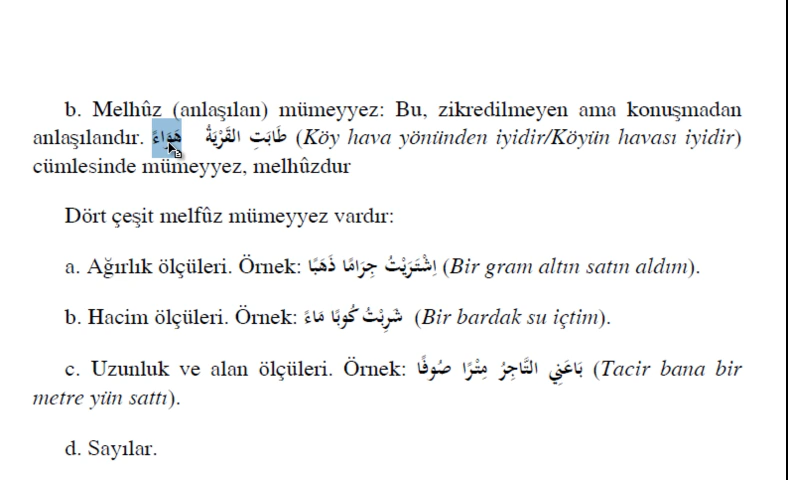 b. Melhûz (anlaşılan) mümeyyez: Bu, zikredilmeyen ama konuşmadan
anlaşılandır. طَابَتِ القَرْيَةُ هَوَاءً (Köy hava yönünden iyidir/Köyün havası iyidir)
cümlesinde mümeyyez, melhûzdur
Dört çeşit melfûz mümeyyez vardır:
a. Ağırlık ölçüleri. Örnek: اِشْتَرَيْتُ جِرَامًا ذَهَبًا (Bir gram altın satın aldım).
b. Hacim ölçüleri. Örnek: شَرِبْتُ كُوبًا مَاءً (Bir bardak su içtim).
c. Uzunluk ve alan ölçüleri. Örnek: بَاعَنِي التَّاجِرُ مِتْرًا صُوفًا (Tacir bana bir
metre yün sattı).
d. Sayılar.